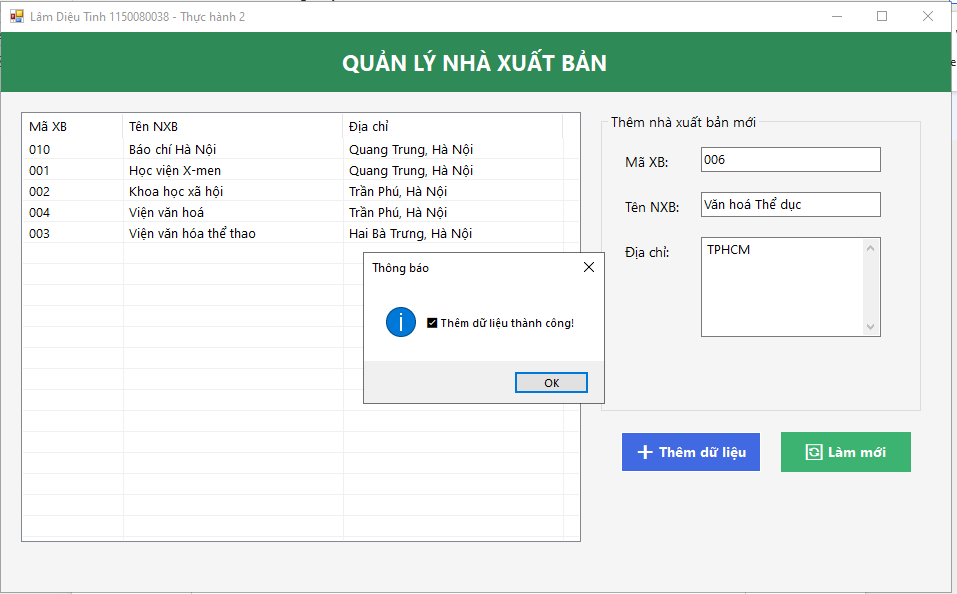 Lâm Diệu Tinh 1150080038 - Thực hành 2
QUẢN LÝ NHÀ XUẤT BẢN
Mã XB Tên NXB Địa chỉ
010 Báo chí Hà Nội Quang Trung, Hà Nội
001 Học viện X-men Quang Trung, Hà Nội
002 Khoa học xã hội Trần Phú, Hà Nội
004 Viện văn hoá Trần Phú, Hà Nội
003 Viện văn hóa thể thao Hai Bà Trưng, Hà Nội
Thêm nhà xuất bản mới
Mã XB: 006
Tên NXB: Văn hoá Thể dục
Địa chỉ: TPHCM
Thêm dữ liệu
Làm mới
Thông báo
Thêm dữ liệu thành công!
OK